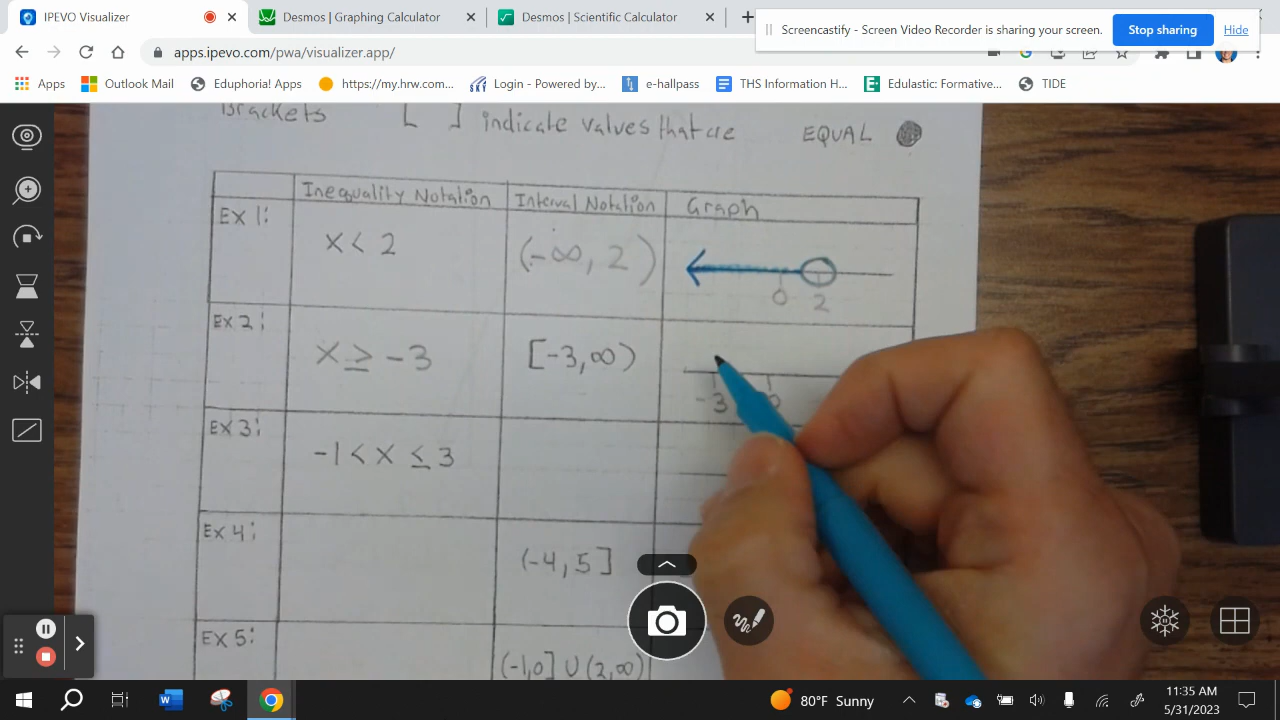 IPEVO Visualizer
Desmos | Graphing Calculator
Desmos | Scientific Calculator
Screencastify - Screen Video Recorder is sharing your screen.
Stop sharing
Hide
apps.ipevo.com/pwa/visualizer.app/
Apps
Outlook Mail
Eduphoria! Apps
https://my.hrw.com...
Login - Powered by...
e-hallpass
THS Information H...
Edulastic: Formative...
TIDE
Brackets [ ] indicate values that are EQUAL
Inequality Notation Interval Notation Graph
Ex 1: x < 2 (-∞, 2)
0 2
Ex 2: x ≥ -3 [-3, ∞)
-3 0
Ex 3: -1 < x ≤ 3
Ex 4: (-4, 5]
Ex 5: (-1, 0] ∪ (2, ∞)
80°F Sunny
11:35 AM
5/31/2023